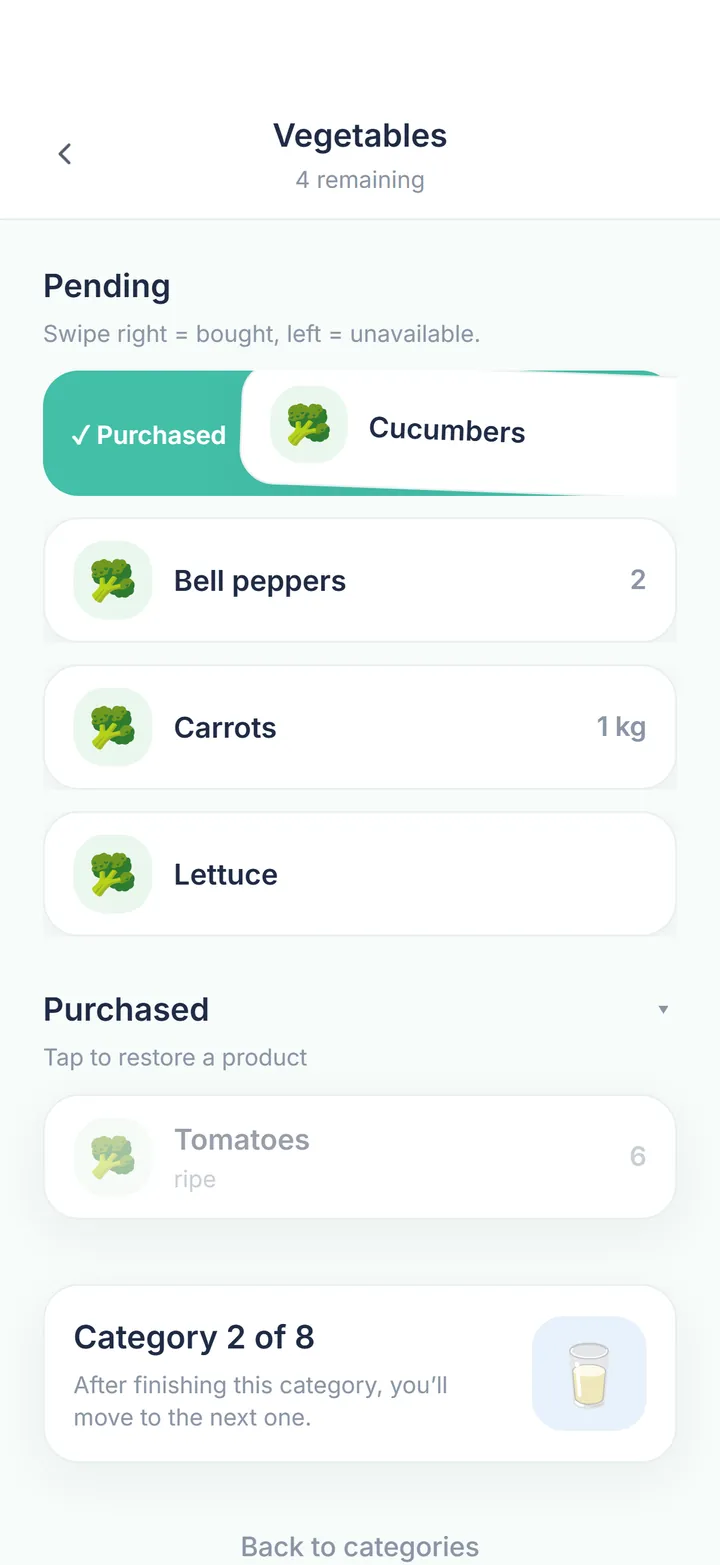 Vegetables
4 remaining
Pending
Swipe right = bought, left = unavailable.
✓ Purchased
Cucumbers
Bell peppers
2
Carrots
1 kg
Lettuce
Purchased
Tap to restore a product
Tomatoes
ripe
6
Category 2 of 8
After finishing this category, you’ll
move to the next one.
Back to categories